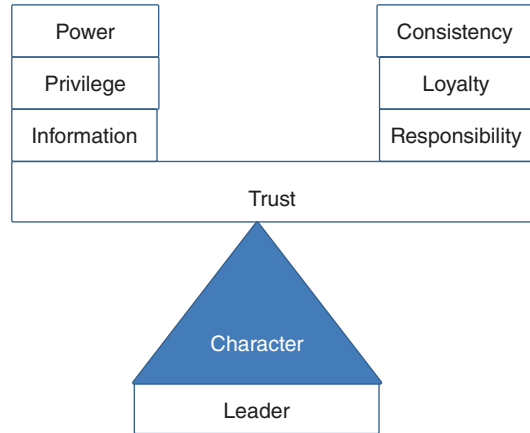 Power
Consistency
Privilege
Loyalty
Information
Responsibility
Trust
Character
Leader